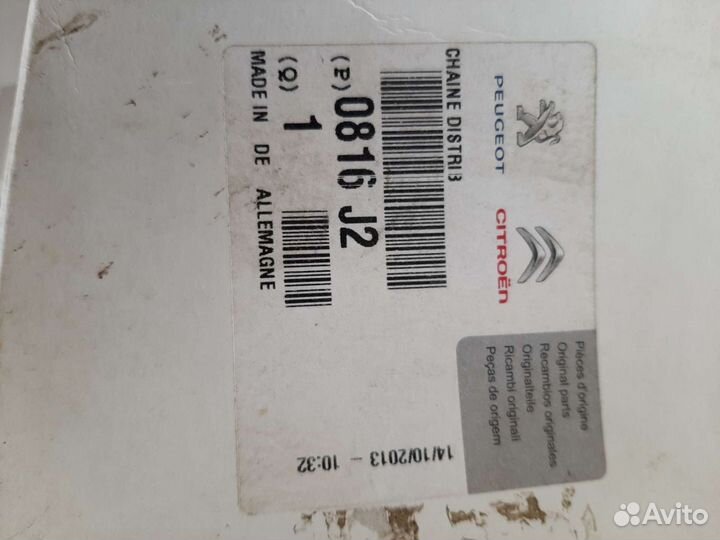 PEUGEOT CITROËN
CHAINE DISTRIB
(P) 0816 J2
(Q) 1
MADE IN DE ALLEMAGNE
Pièces d'origine
Original parts
Recambios originales
Originalteile
Ricambi originali
Peças de origem
14/10/2013 - 10:32
Avito